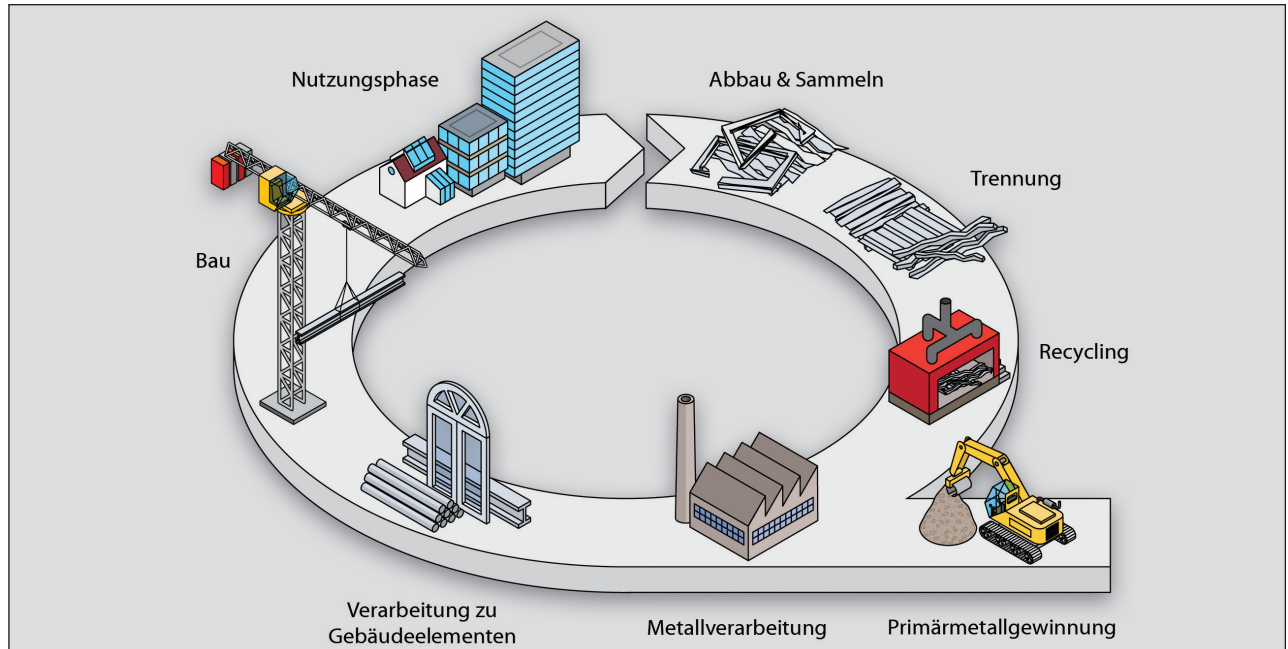 Nutzungsphase
Abbau & Sammeln
Trennung
Bau
Recycling
Verarbeitung zu
Gebäudeelementen
Metallverarbeitung
Primärmetallgewinnung